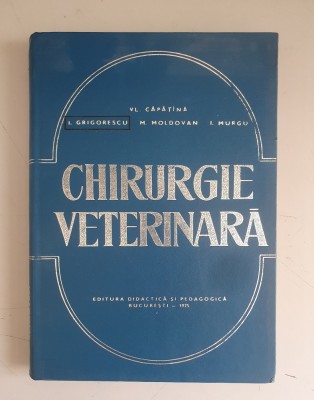 VL. CĂPĂȚÎNĂ
I. GRIGORESCU M. MOLDOVAN I. MURGU
CHIRURGIE
VETERINARĂ
EDITURA DIDACTICĂ ȘI PEDAGOGICĂ
BUCUREȘTI – 1975